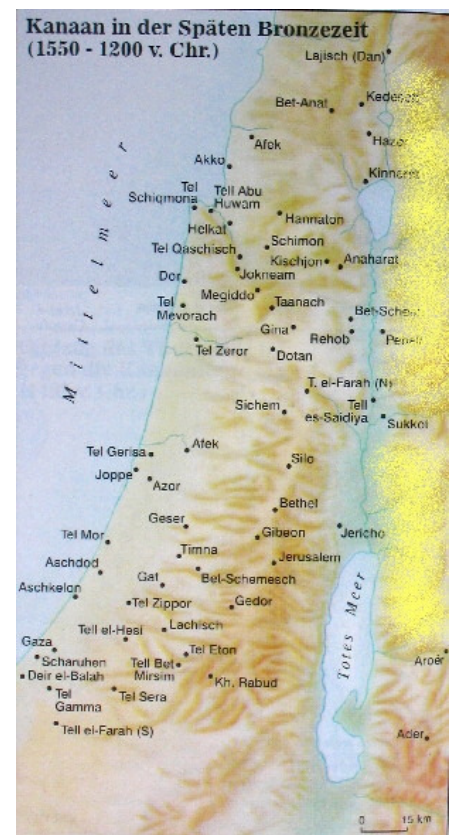 Kanaan in der Späten Bronzezeit
(1550 - 1200 v. Chr.)
Lajisch (Dan)
Bet-Anat
Afek
Akko
Tel
Schiqmona
Tell Abu
Huwam
Hannaton
Helkat
Schimon
Tel Qaschisch
Kischjon
Anaharat
Jokneam
Dor
Megiddo
Tel
Mevorach
Taanach
Gina
Rehob
Tel Zeror
Dotan
T. el-Farah (N)
Sichem
Tell
es-Saidiya
Sukkot
Mittelmeer
Tel Gerisa
Afek
Joppe
Azor
Silo
Bethel
Geser
Gibeon
Jericho
Tel Mor
Timna
Jerusalem
Aschdod
Gat
Bet-Schemesch
Aschkelon
Tel Zippor
Gedor
Totes Meer
Tell el-Hesi
Lachisch
Gaza
Tel Eton
Scharuhen
Tell Bet
Mirsim
Aroër
Deir el-Balah
Kh. Rabud
Tel
Gamma
Tel Sera
Tell el-Farah (S)
Ader
0 15 km